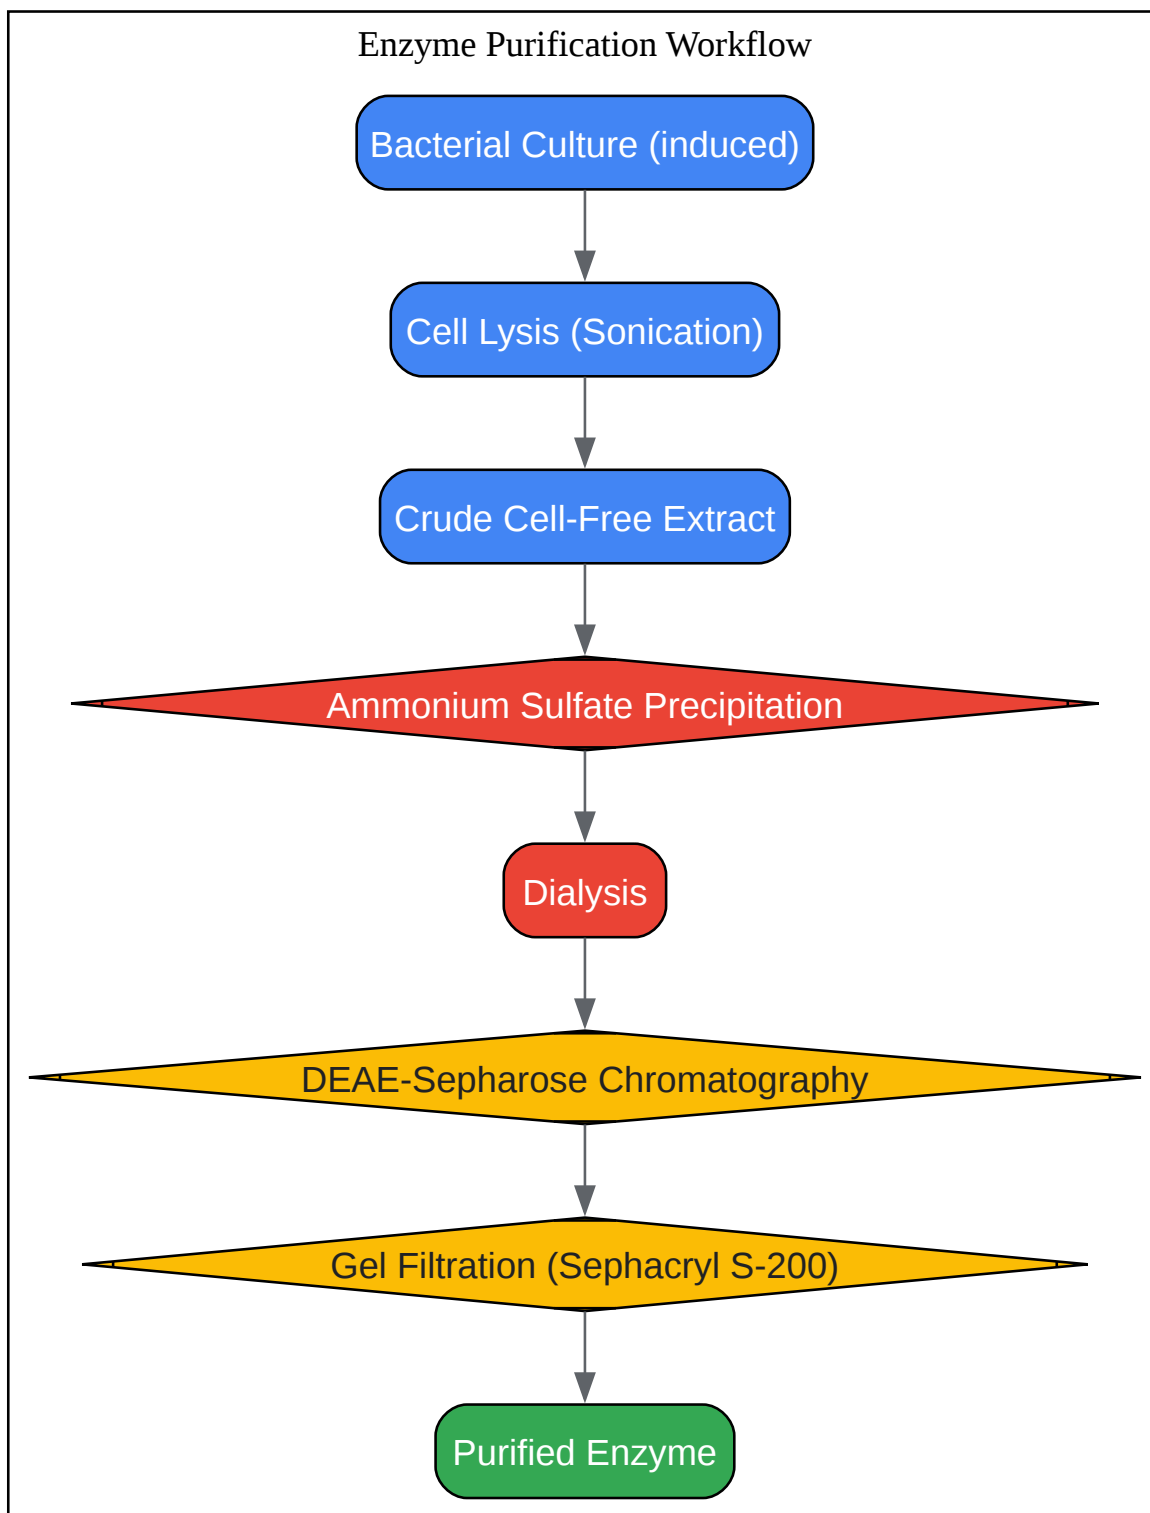 Enzyme Purification Workflow
Bacterial Culture (induced)
Cell Lysis (Sonication)
Crude Cell-Free Extract
Ammonium Sulfate Precipitation
Dialysis
DEAE-Sepharose Chromatography
Gel Filtration (Sephacryl S-200)
Purified Enzyme